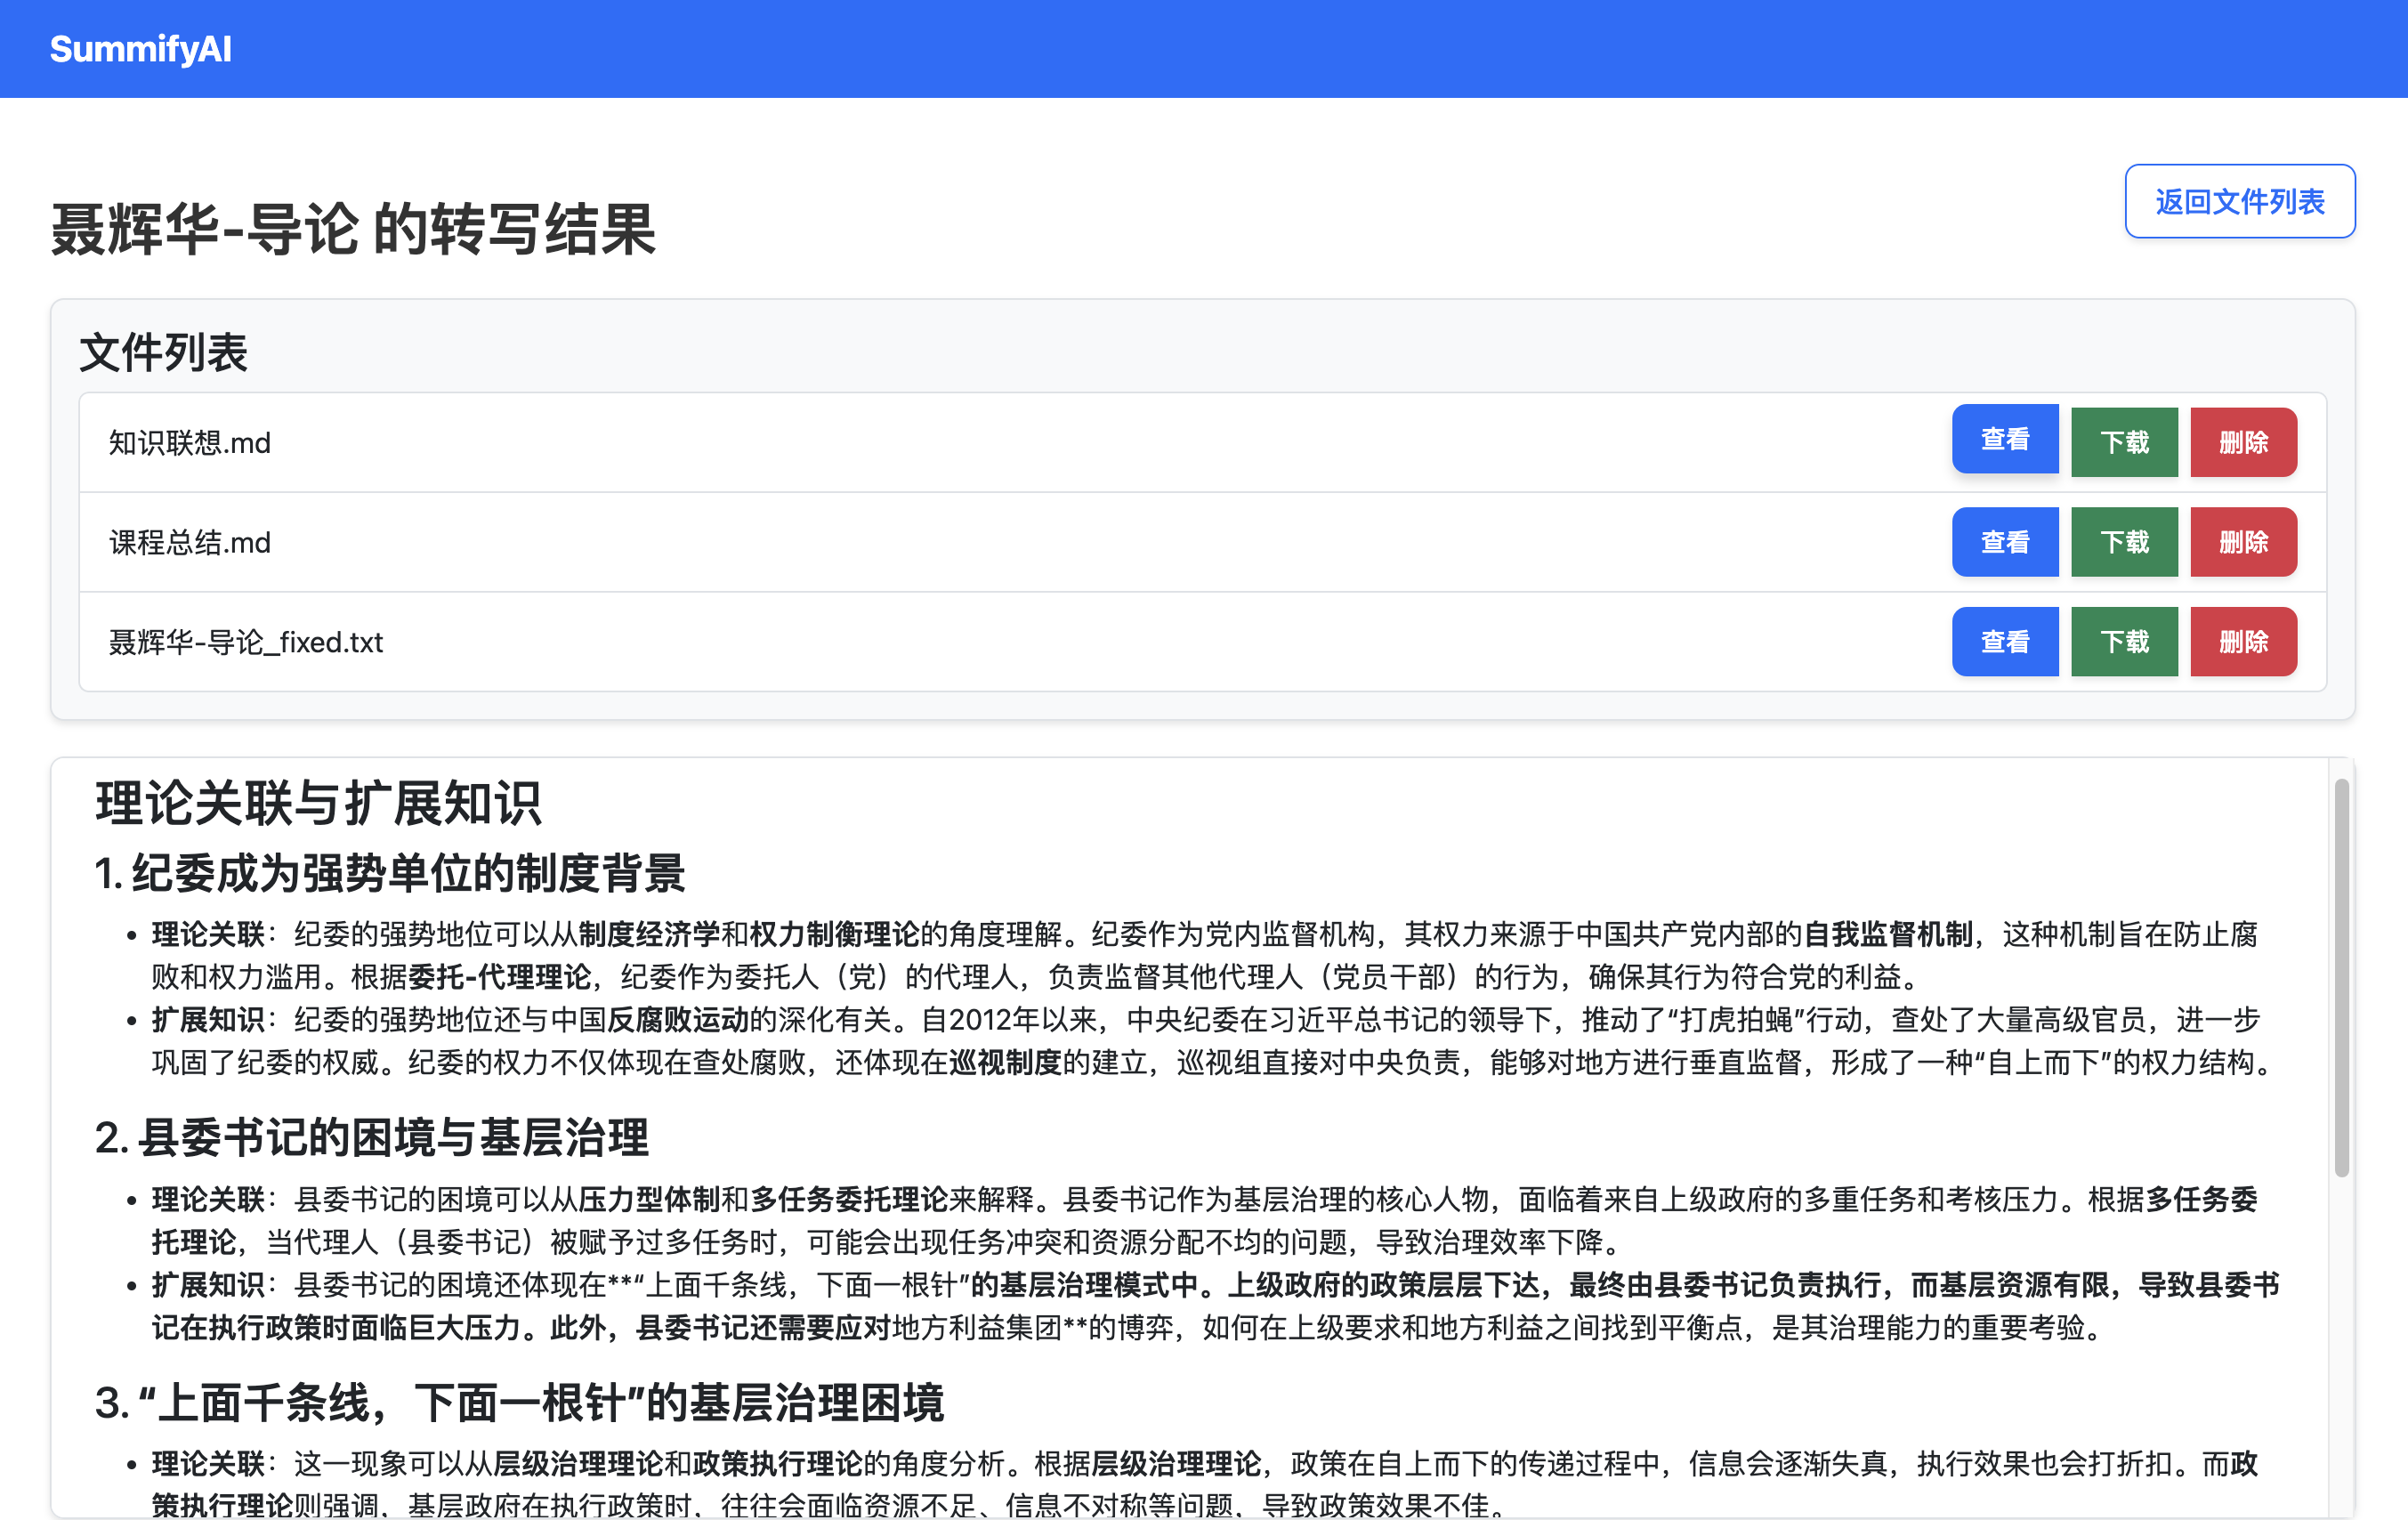 SummifyAI
返回文件列表
聂辉华-导论 的转写结果
文件列表
知识联想.md 查看 下载 删除
课程总结.md 查看 下载 删除
聂辉华-导论_fixed.txt 查看 下载 删除
理论关联与扩展知识
1. 纪委成为强势单位的制度背景
• 理论关联：纪委的强势地位可以从制度经济学和权力制衡理论的角度理解。纪委作为党内监督机构，其权力来源于中国共产党内部的自我监督机制，这种机制旨在防止腐
败和权力滥用。根据委托-代理理论，纪委作为委托人（党）的代理人，负责监督其他代理人（党员干部）的行为，确保其行为符合党的利益。
• 扩展知识：纪委的强势地位还与中国反腐败运动的深化有关。自2012年以来，中央纪委在习近平总书记的领导下，推动了“打虎拍蝇”行动，查处了大量高级官员，进一步
巩固了纪委的权威。纪委的权力不仅体现在查处腐败，还体现在巡视制度的建立，巡视组直接对中央负责，能够对地方进行垂直监督，形成了一种“自上而下”的权力结构。
2. 县委书记的困境与基层治理
• 理论关联：县委书记的困境可以从压力型体制和多任务委托理论来解释。县委书记作为基层治理的核心人物，面临着来自上级政府的多重任务和考核压力。根据多任务委
托理论，当代理人（县委书记）被赋予过多任务时，可能会出现任务冲突和资源分配不均的问题，导致治理效率下降。
• 扩展知识：县委书记的困境还体现在**“上面千条线，下面一根针”的基层治理模式中。上级政府的政策层层下达，最终由县委书记负责执行，而基层资源有限，导致县委书
记在执行政策时面临巨大压力。此外，县委书记还需要应对地方利益集团**的博弈，如何在上级要求和地方利益之间找到平衡点，是其治理能力的重要考验。
3. “上面千条线，下面一根针”的基层治理困境
• 理论关联：这一现象可以从层级治理理论和政策执行理论的角度分析。根据层级治理理论，政策在自上而下的传递过程中，信息会逐渐失真，执行效果也会打折扣。而政
策执行理论则强调，基层政府在执行政策时，往往会面临资源不足、信息不对称等问题，导致政策效果不佳。